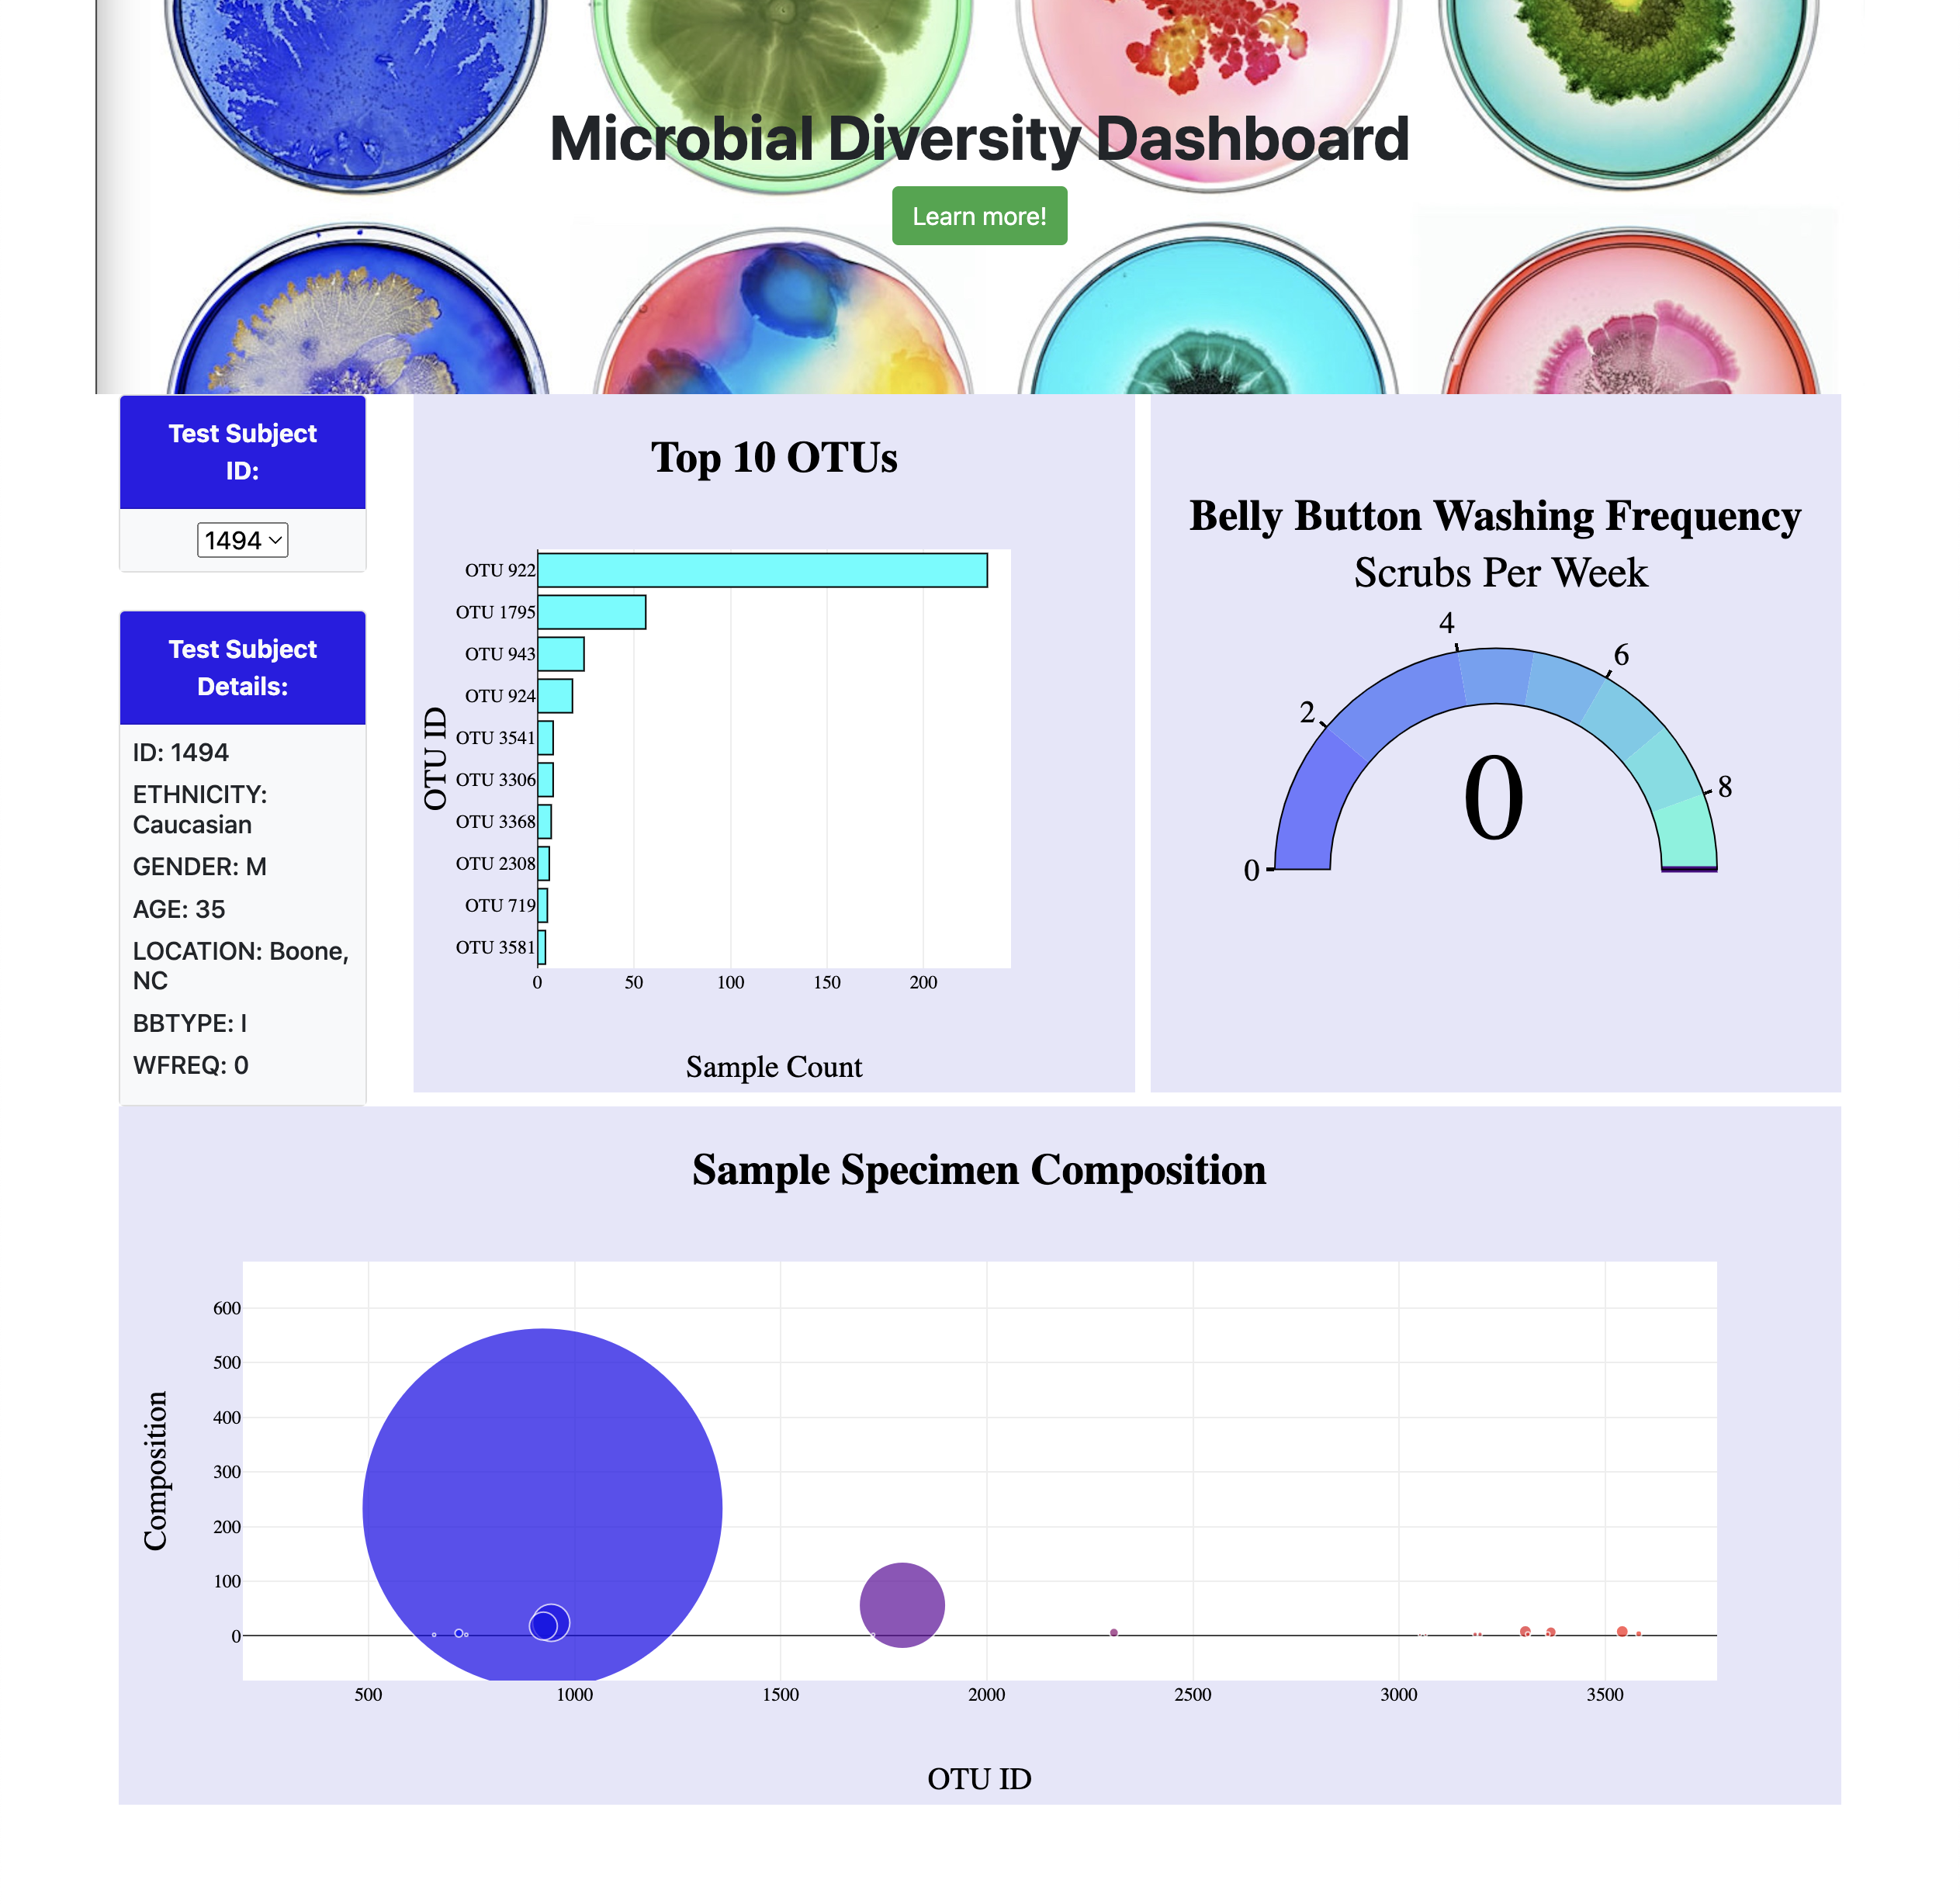 Microbial Diversity Dashboard
Learn more!
Test Subject
ID:
1494
Test Subject
Details:
ID: 1494
ETHNICITY:
Caucasian
GENDER: M
AGE: 35
LOCATION: Boone,
NC
BBTYPE: I
WFREQ: 0
Top 10 OTUs
OTU ID
OTU 922
OTU 1795
OTU 943
OTU 924
OTU 3541
OTU 3306
OTU 3368
OTU 2308
OTU 719
OTU 3581
0 50 100 150 200
Sample Count
Belly Button Washing Frequency
Scrubs Per Week
4
6
2
8
0
0
Sample Specimen Composition
Composition
600
500
400
300
200
100
0
500 1000 1500 2000 2500 3000 3500
OTU ID